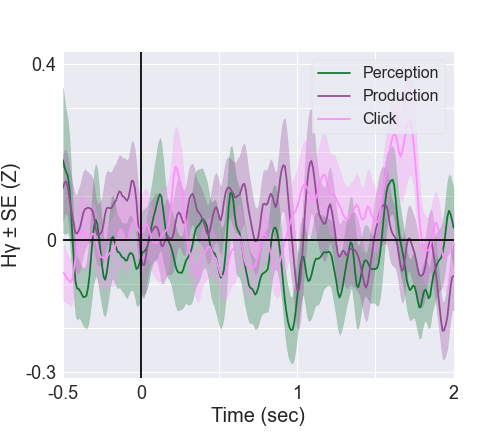 0.4
Perception
Production
Click
Hγ ± SE (Z)
0
-0.3
-0.5
0
1
2
Time (sec)